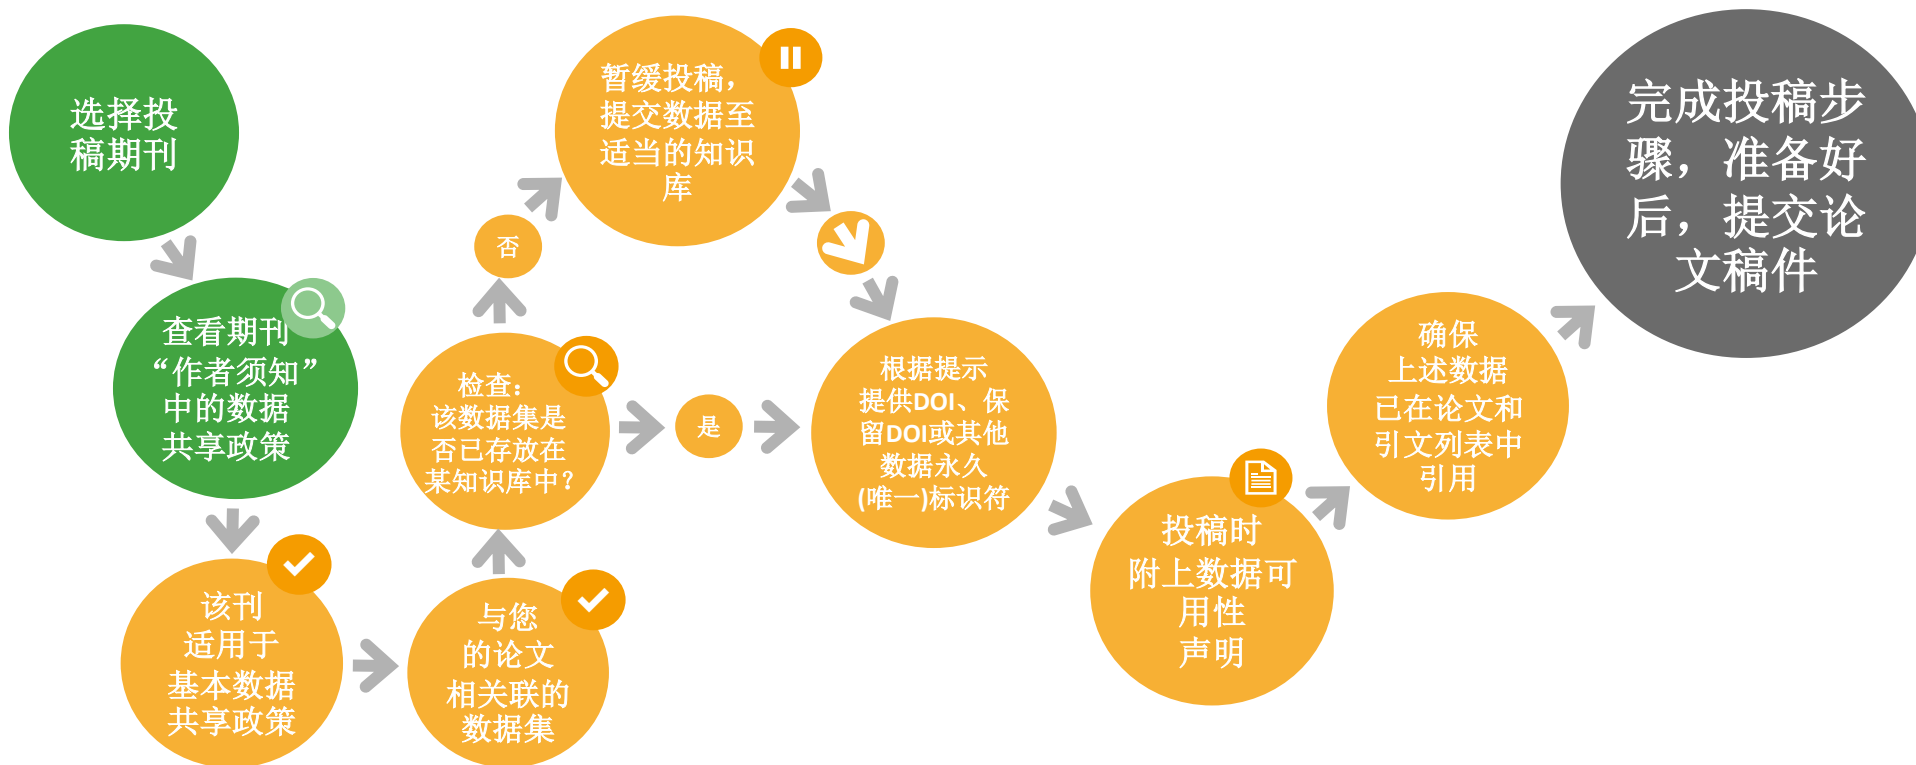 选择投
稿期刊
查看期刊
“作者须知”
中的数据
共享政策
该刊
适用于
基本数据
共享政策
与您
的论文
相关联的
数据集
检查：
该数据集是
否已存放在
某知识库中？
否
暂缓投稿，
提交数据至
适当的知识
库
是
根据提示
提供DOI、保
留DOI或其他
数据永久
(唯一)标识符
投稿时
附上数据可
用性
声明
确保
上述数据
已在论文和
引文列表中
引用
完成投稿步
骤，准备好
后，提交论
文稿件